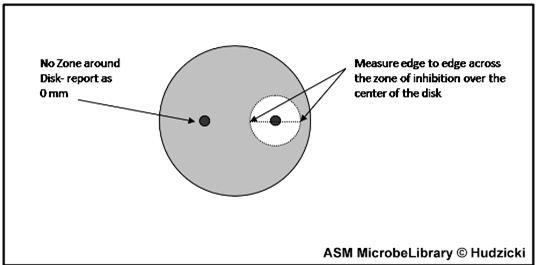 No Zone around
Disk- report as
0 mm
Measure edge to edge across
the zone of inhibition over the
center of the disk
ASM MicrobeLibrary © Hudzicki